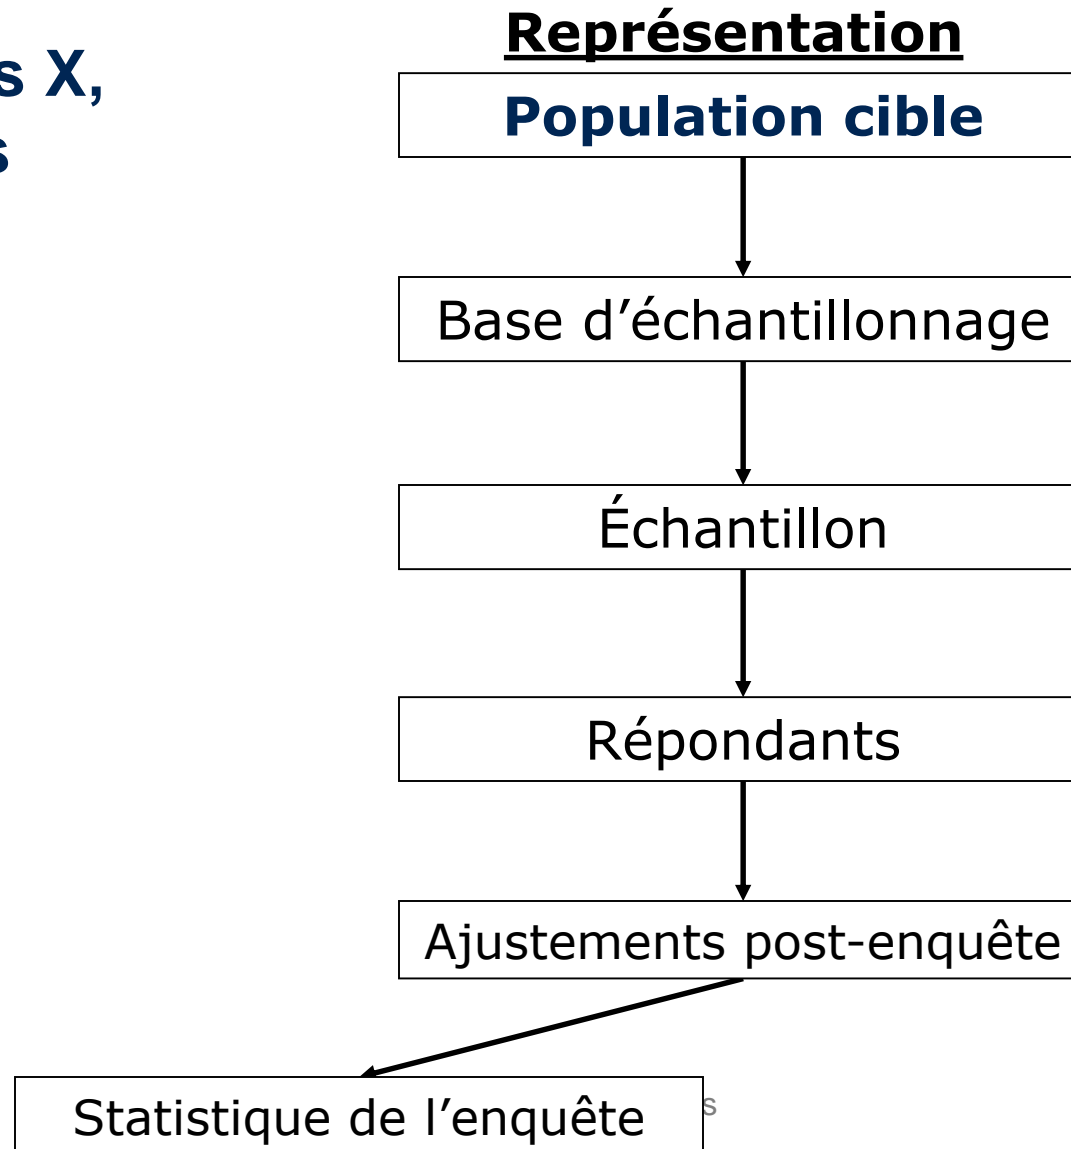 s X,
s
Représentation
Population cible
Base d’échantillonnage
Échantillon
Répondants
Ajustements post-enquête
Statistique de l’enquête
s